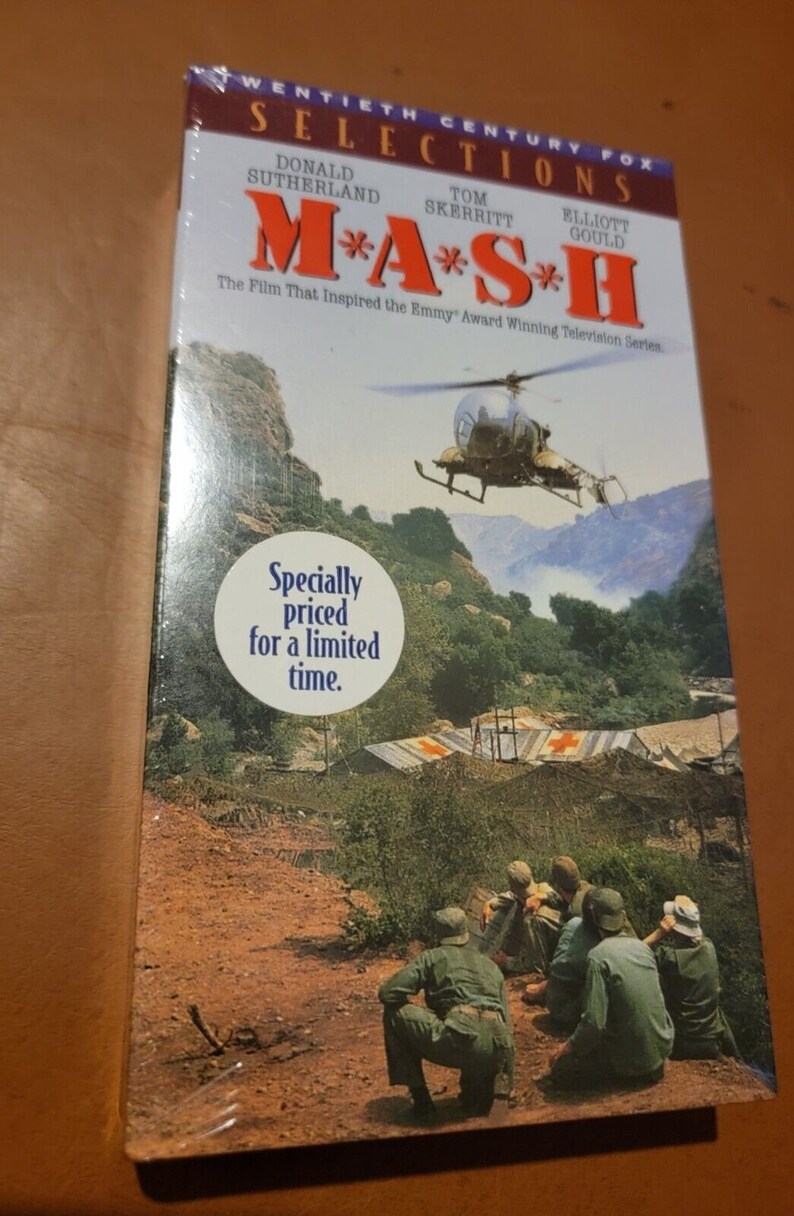 TWENTIETH CENTURY FOX
SELECTIONS
DONALD
SUTHERLAND
TOM
SKERRITT
ELLIOTT
GOULD
M*A*S*H
The Film That Inspired the Emmy® Award Winning Television Series.
Specially
priced
for a limited
time.